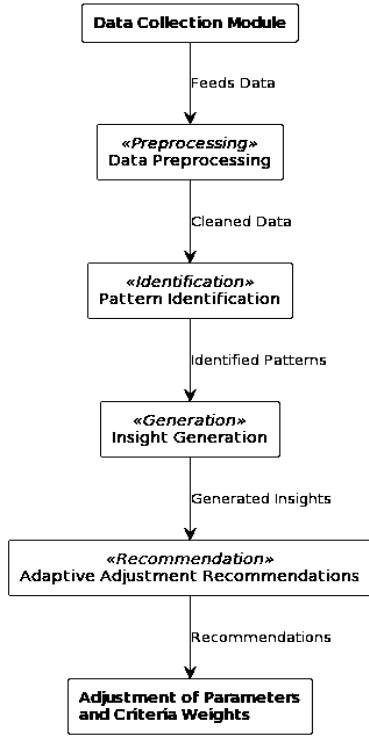 Data Collection Module
Feeds Data
«Preprocessing»
Data Preprocessing
Cleaned Data
«Identification»
Pattern Identification
Identified Patterns
«Generation»
Insight Generation
Generated Insights
«Recommendation»
Adaptive Adjustment Recommendations
Recommendations
Adjustment of Parameters
and Criteria Weights